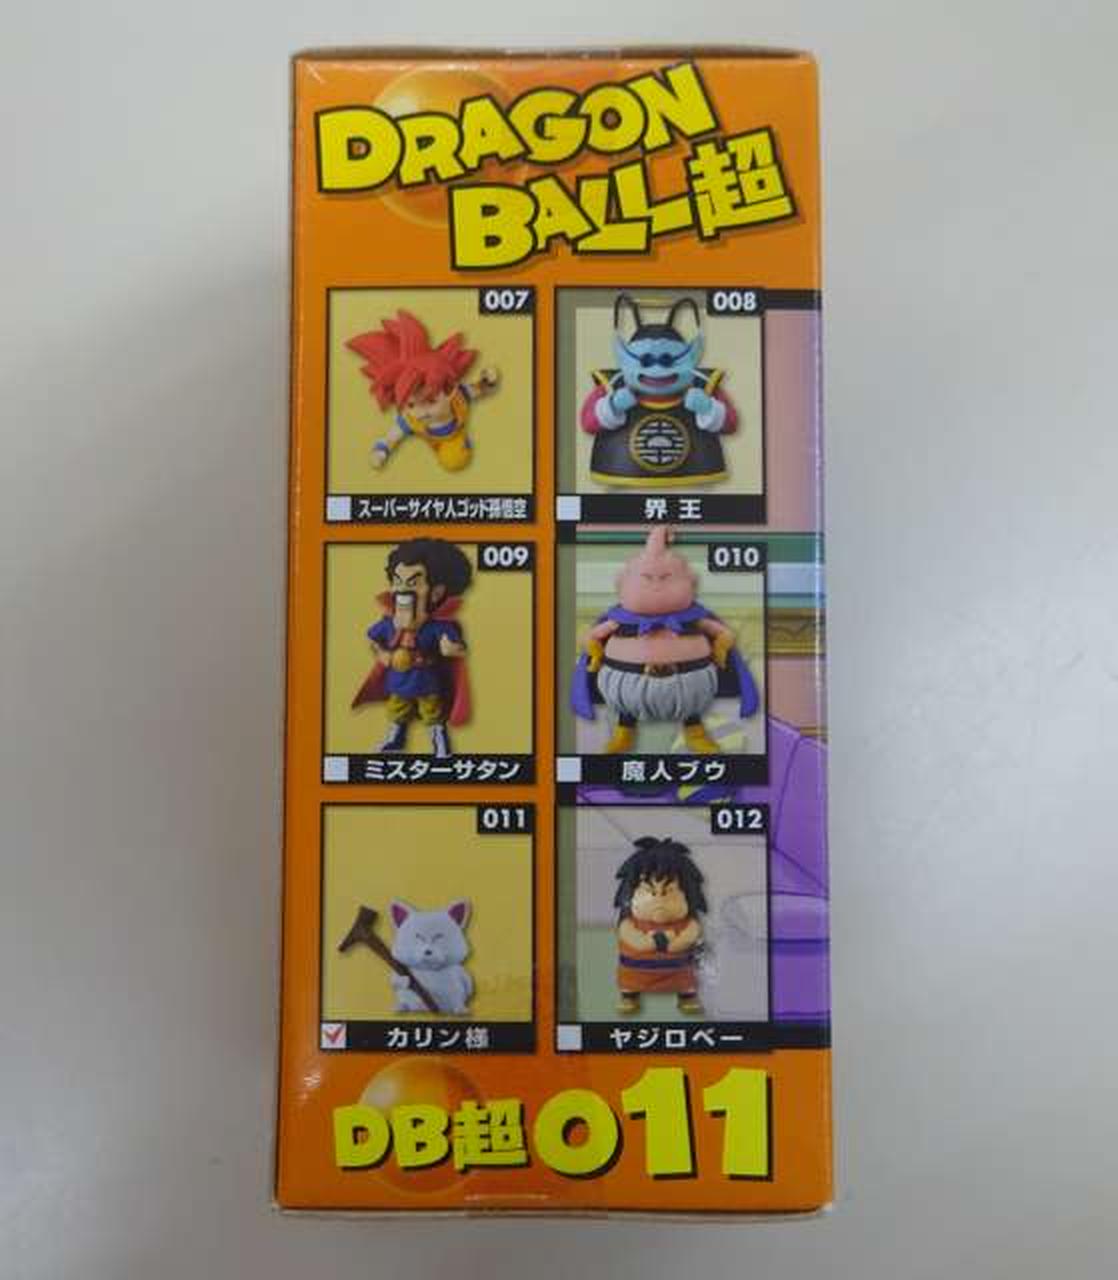 DRAGON
BALL超
007
008
スーパーサイヤ人ゴッド孫悟空
界王
009
010
ミスターサタン
魔人ブウ
011
012
カリン様
ヤジロベー
DB超011